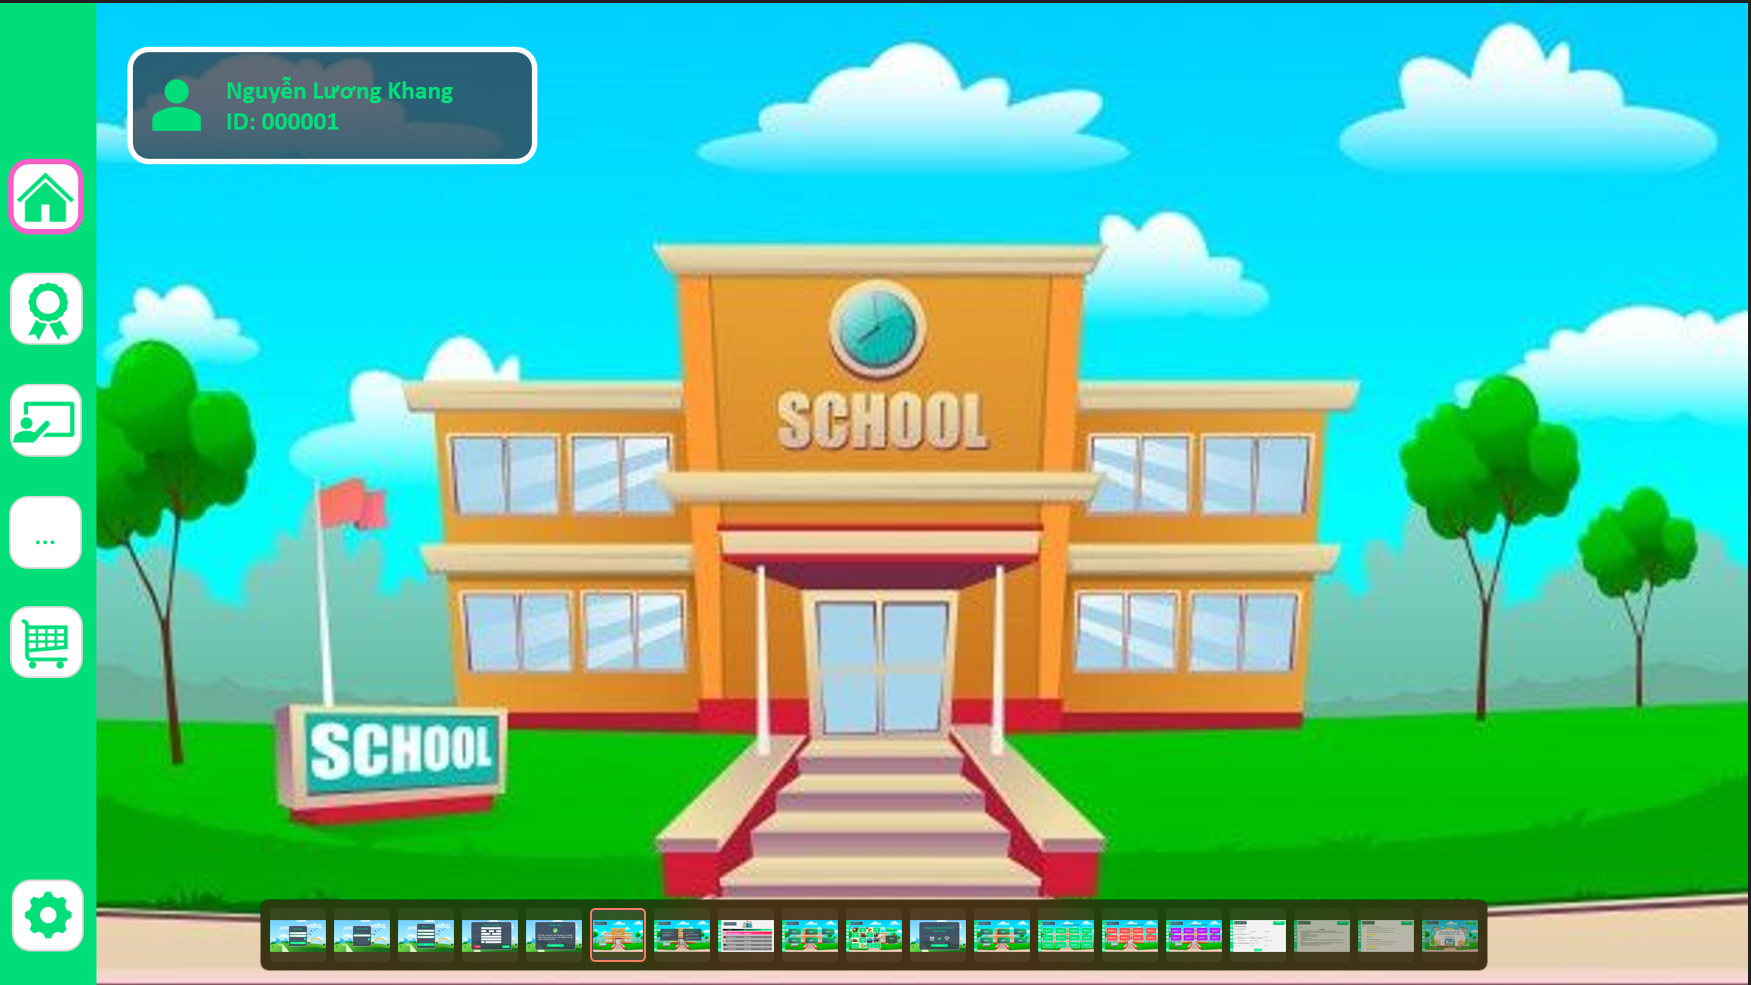 Nguyễn Lương Khang
ID: 000001
SCHOOL
...
SCHOOL